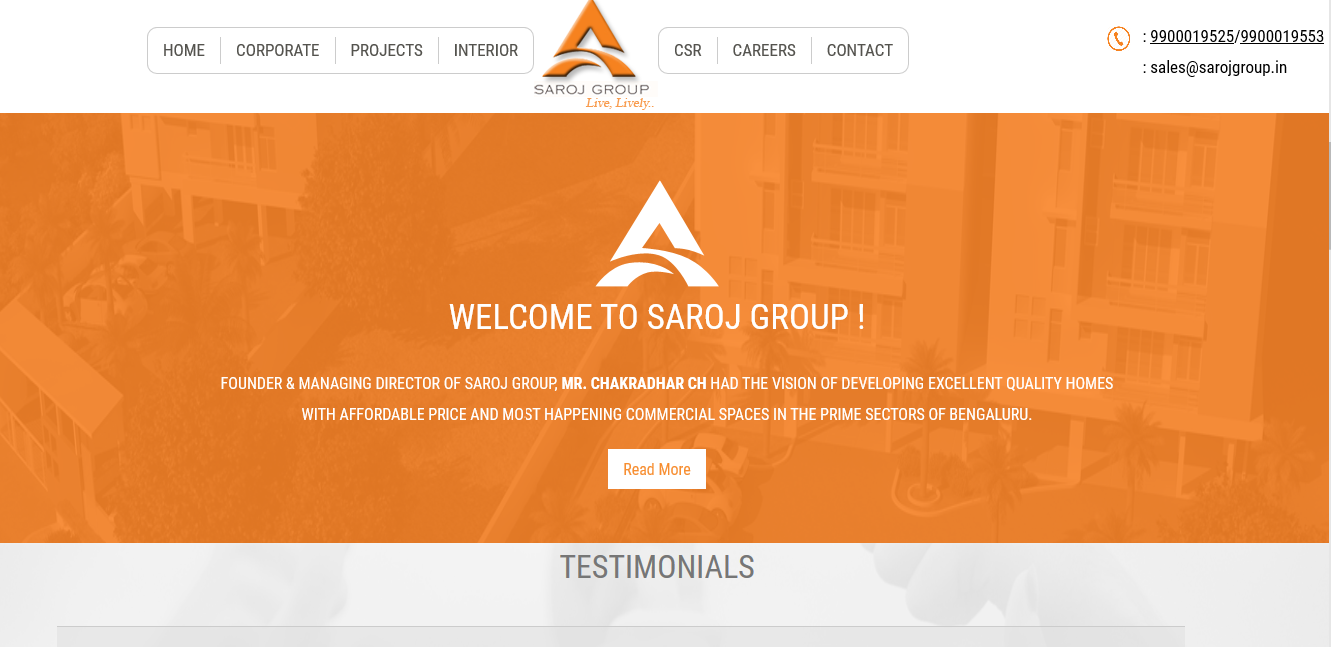 HOME CORPORATE PROJECTS INTERIOR
SAROJ GROUP
Live, Lively..
CSR CAREERS CONTACT
: 9900019525/9900019553
: sales@sarojgroup.in
WELCOME TO SAROJ GROUP !
FOUNDER & MANAGING DIRECTOR OF SAROJ GROUP, MR. CHAKRADHAR CH HAD THE VISION OF DEVELOPING EXCELLENT QUALITY HOMES
WITH AFFORDABLE PRICE AND MOST HAPPENING COMMERCIAL SPACES IN THE PRIME SECTORS OF BENGALURU.
Read More
TESTIMONIALS